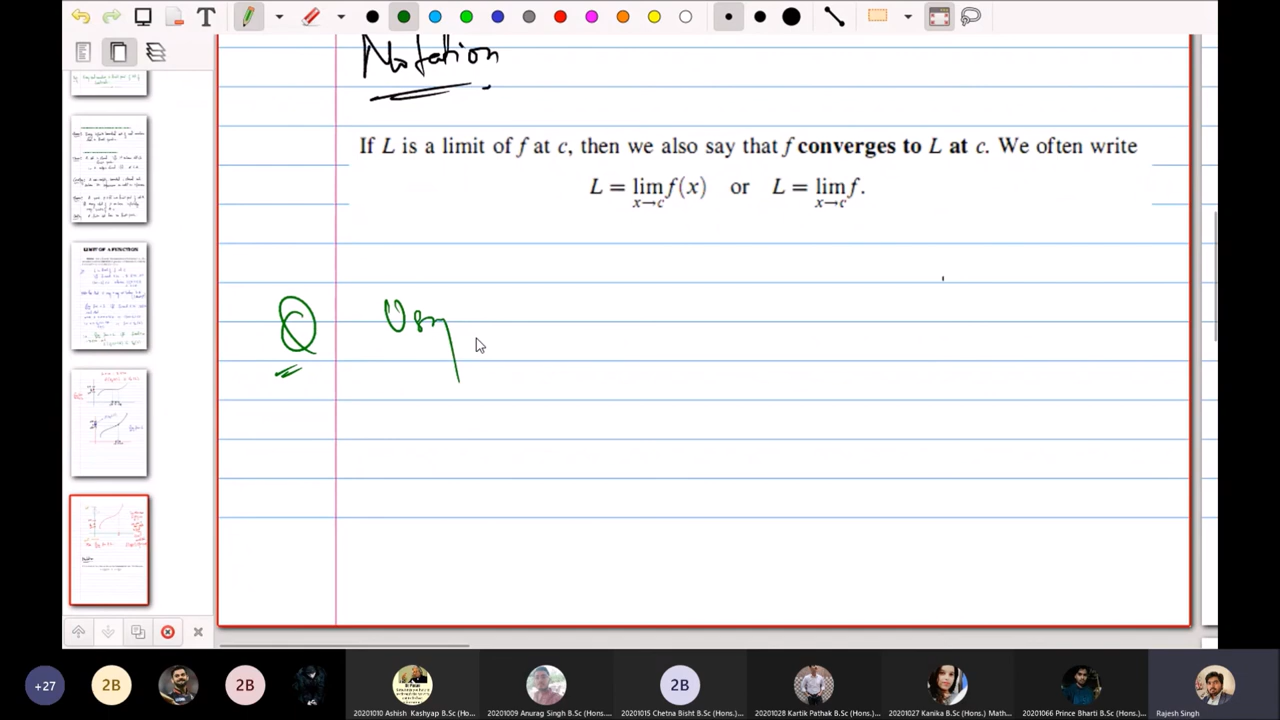 T
Notation
If L is a limit of f at c, then we also say that f converges to L at c. We often write
L = lim f(x) or L = lim f.
x→c x→c
Q Using
LIMIT OF A FUNCTION
+27
2B
2B
2B
20201010 Ashish Kashyap B.Sc (Ho...
20201009 Anurag Singh B.Sc (Hons...
20201015 Chetna Bisht B.Sc (Hons.)...
20201028 Kartik Pathak B.Sc (Hons.)...
20201027 Kanika B.Sc (Hons.) Math...
20201066 Prince Bharti B.Sc (Hons.)...
Rajesh Singh